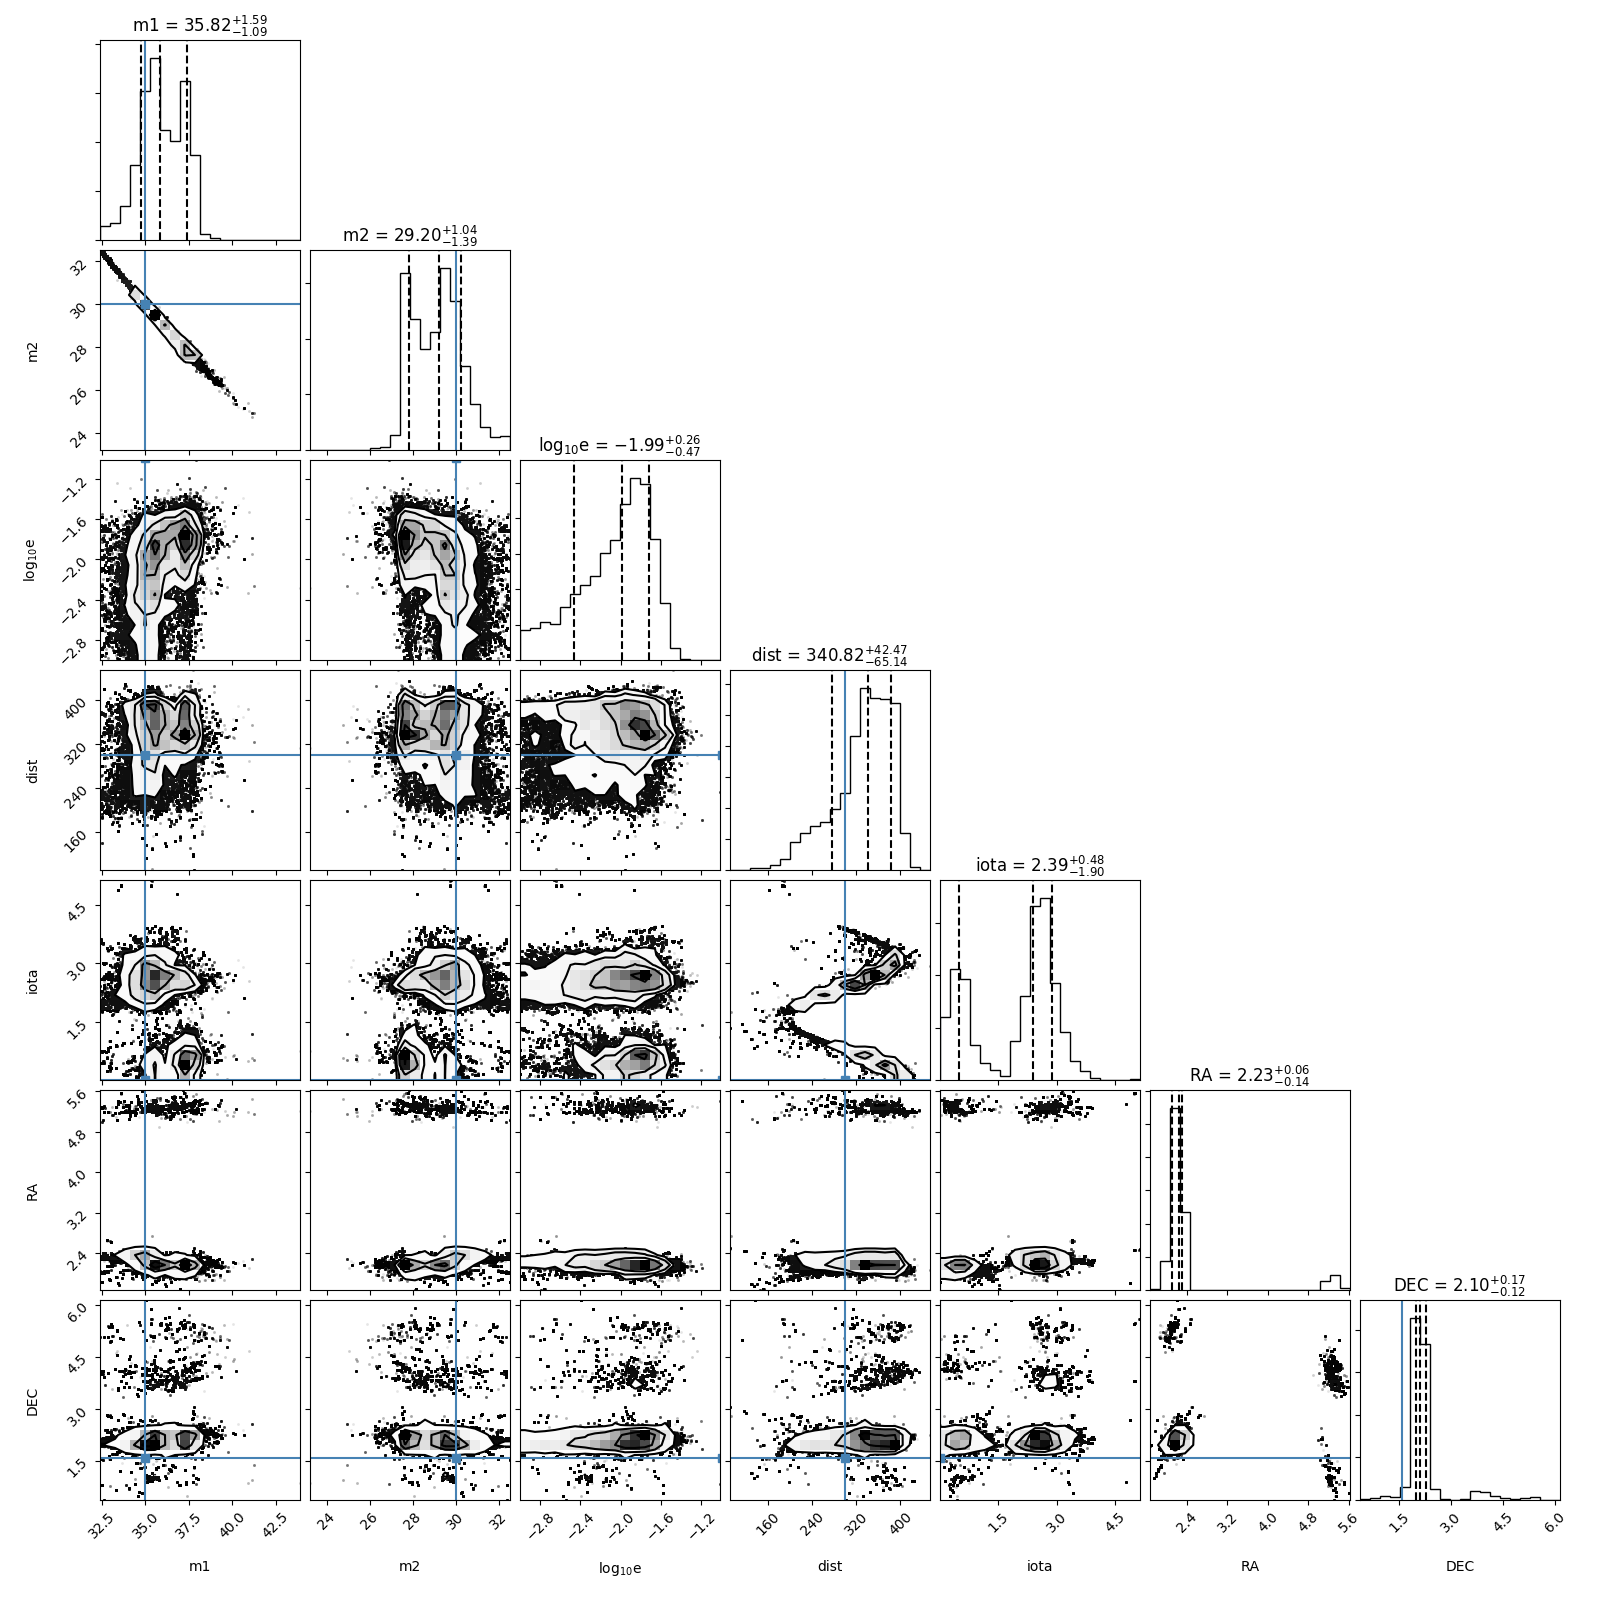 m1 = 35.82+1.59−1.09
m2 = 29.20+1.04−1.39
32
30
28
26
24
m2
log10e = −1.99+0.26−0.47
−1.2
−1.6
−2.0
−2.4
−2.8
log10e
dist = 340.82+42.47−65.14
400
320
240
160
dist
iota = 2.39+0.48−1.90
4.5
3.0
1.5
iota
RA = 2.23+0.06−0.14
5.6
4.8
4.0
3.2
2.4
RA
DEC = 2.10+0.17−0.12
6.0
4.5
3.0
1.5
DEC
32.5 35.0 37.5 40.0 42.5 24 26 28 30 32 −2.8 −2.4 −2.0 −1.6 −1.2 160 240 320 400 1.5 3.0 4.5 2.4 3.2 4.0 4.8 5.6 1.5 3.0 4.5 6.0
m1 m2 log10e dist iota RA DEC